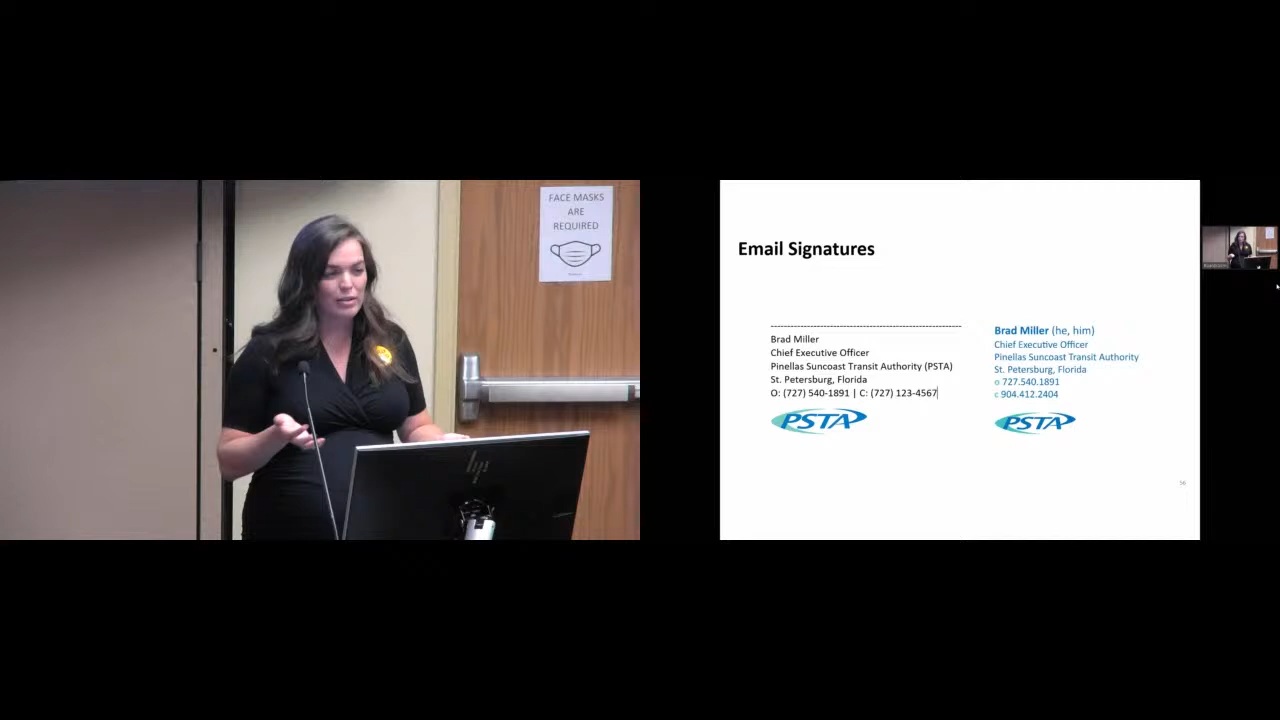 FACE MASKS
ARE
REQUIRED
Email Signatures
------------------------------------------------------------
Brad Miller
Chief Executive Officer
Pinellas Suncoast Transit Authority (PSTA)
St. Petersburg, Florida
O: (727) 540-1891 | C: (727) 123-4567
PSTA
Brad Miller (he, him)
Chief Executive Officer
Pinellas Suncoast Transit Authority
St. Petersburg, Florida
o 727.540.1891
c 904.412.2404
PSTA
56